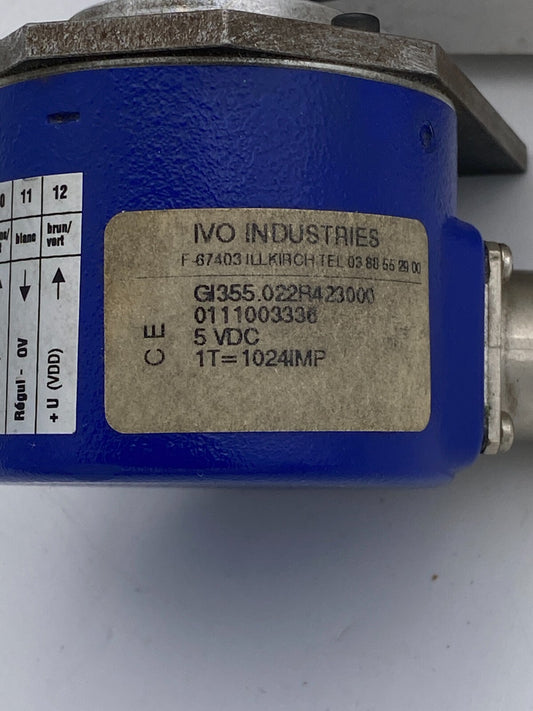 11 12
blanc brun/
vert
Régul - 0V
+ U (VDD)
IVO INDUSTRIES
F-67403 ILLKIRCH TEL 03 88 55 29 00
GI355.022R423000
0111003336
5 VDC
1T=1024IMP
CE